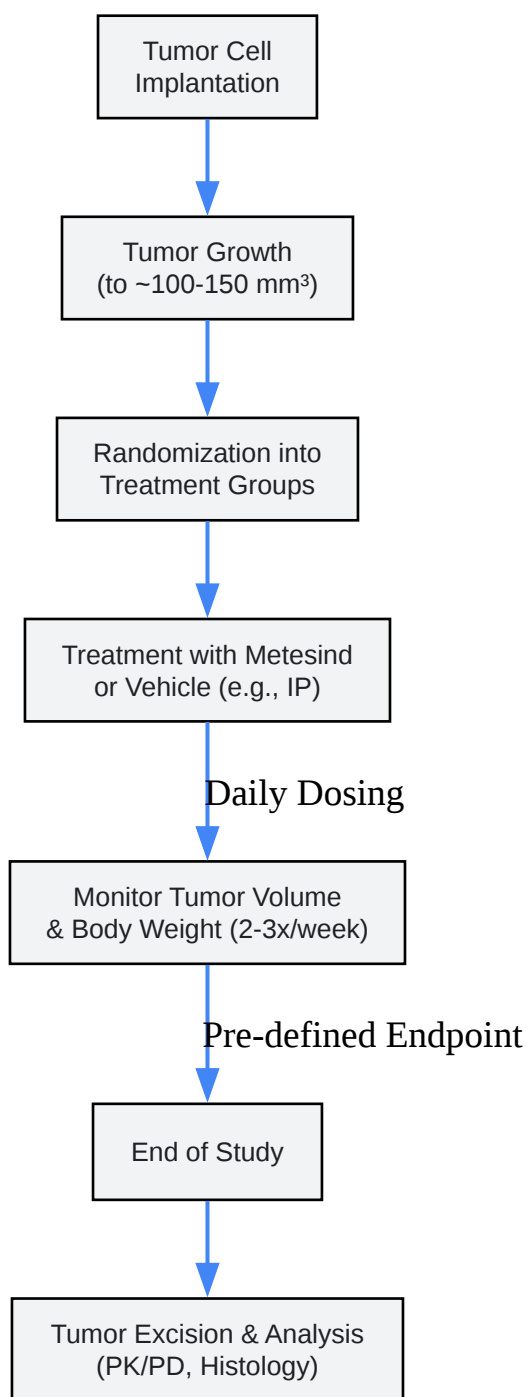 Tumor Cell
Implantation
Tumor Growth
(to ~100-150 mm³)
Randomization into
Treatment Groups
Treatment with Metesind
or Vehicle (e.g., IP)
Daily Dosing
Monitor Tumor Volume
& Body Weight (2-3x/week)
Pre-defined Endpoint
End of Study
Tumor Excision & Analysis
(PK/PD, Histology)